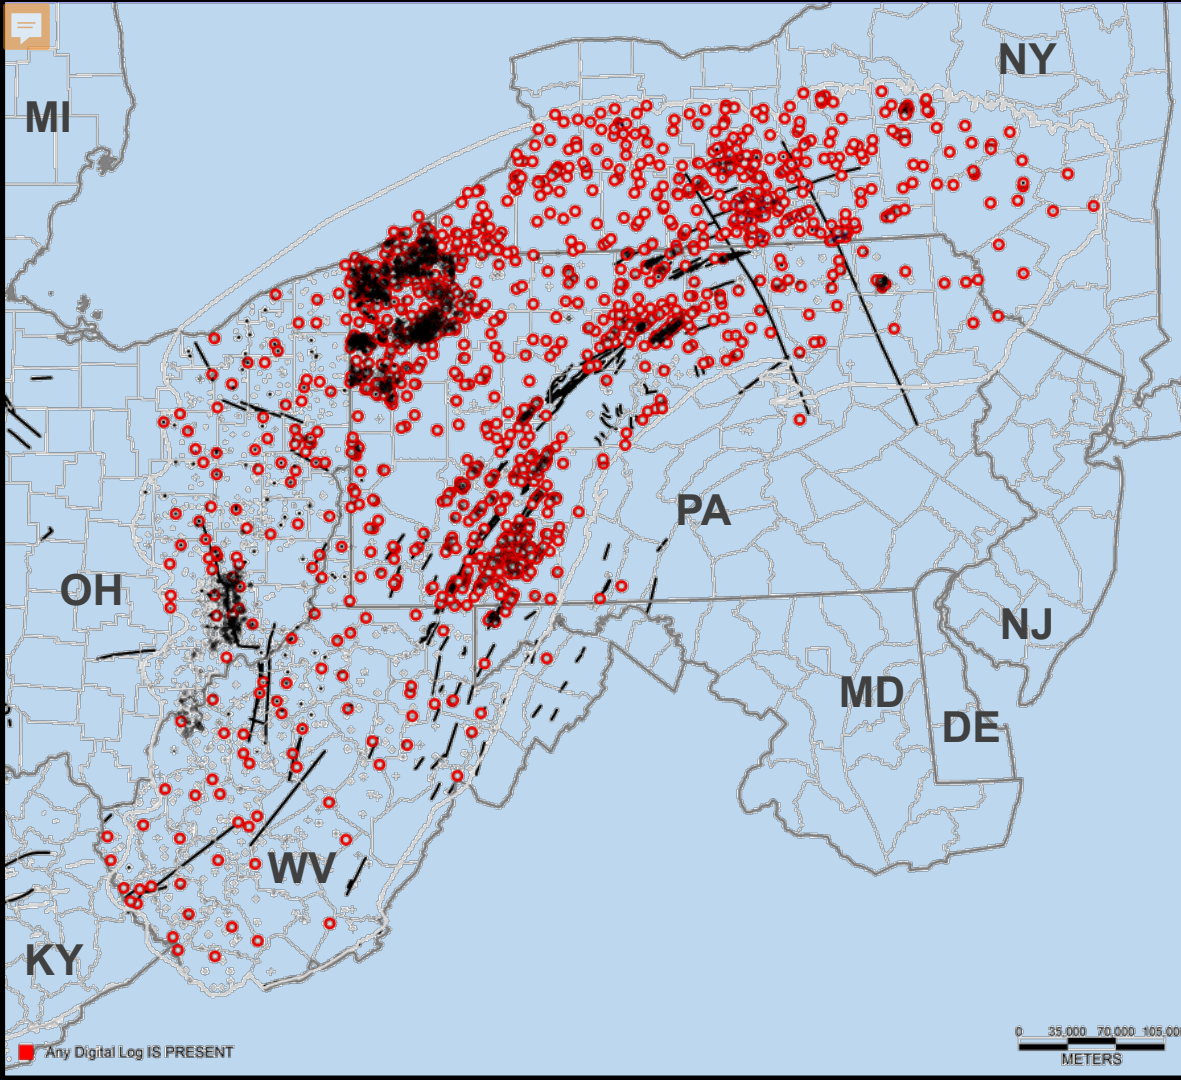 NY
MI
PA
OH
NJ
MD
DE
WV
KY
0 35,000 70,000 105,00
METERS
Any Digital Log IS PRESENT